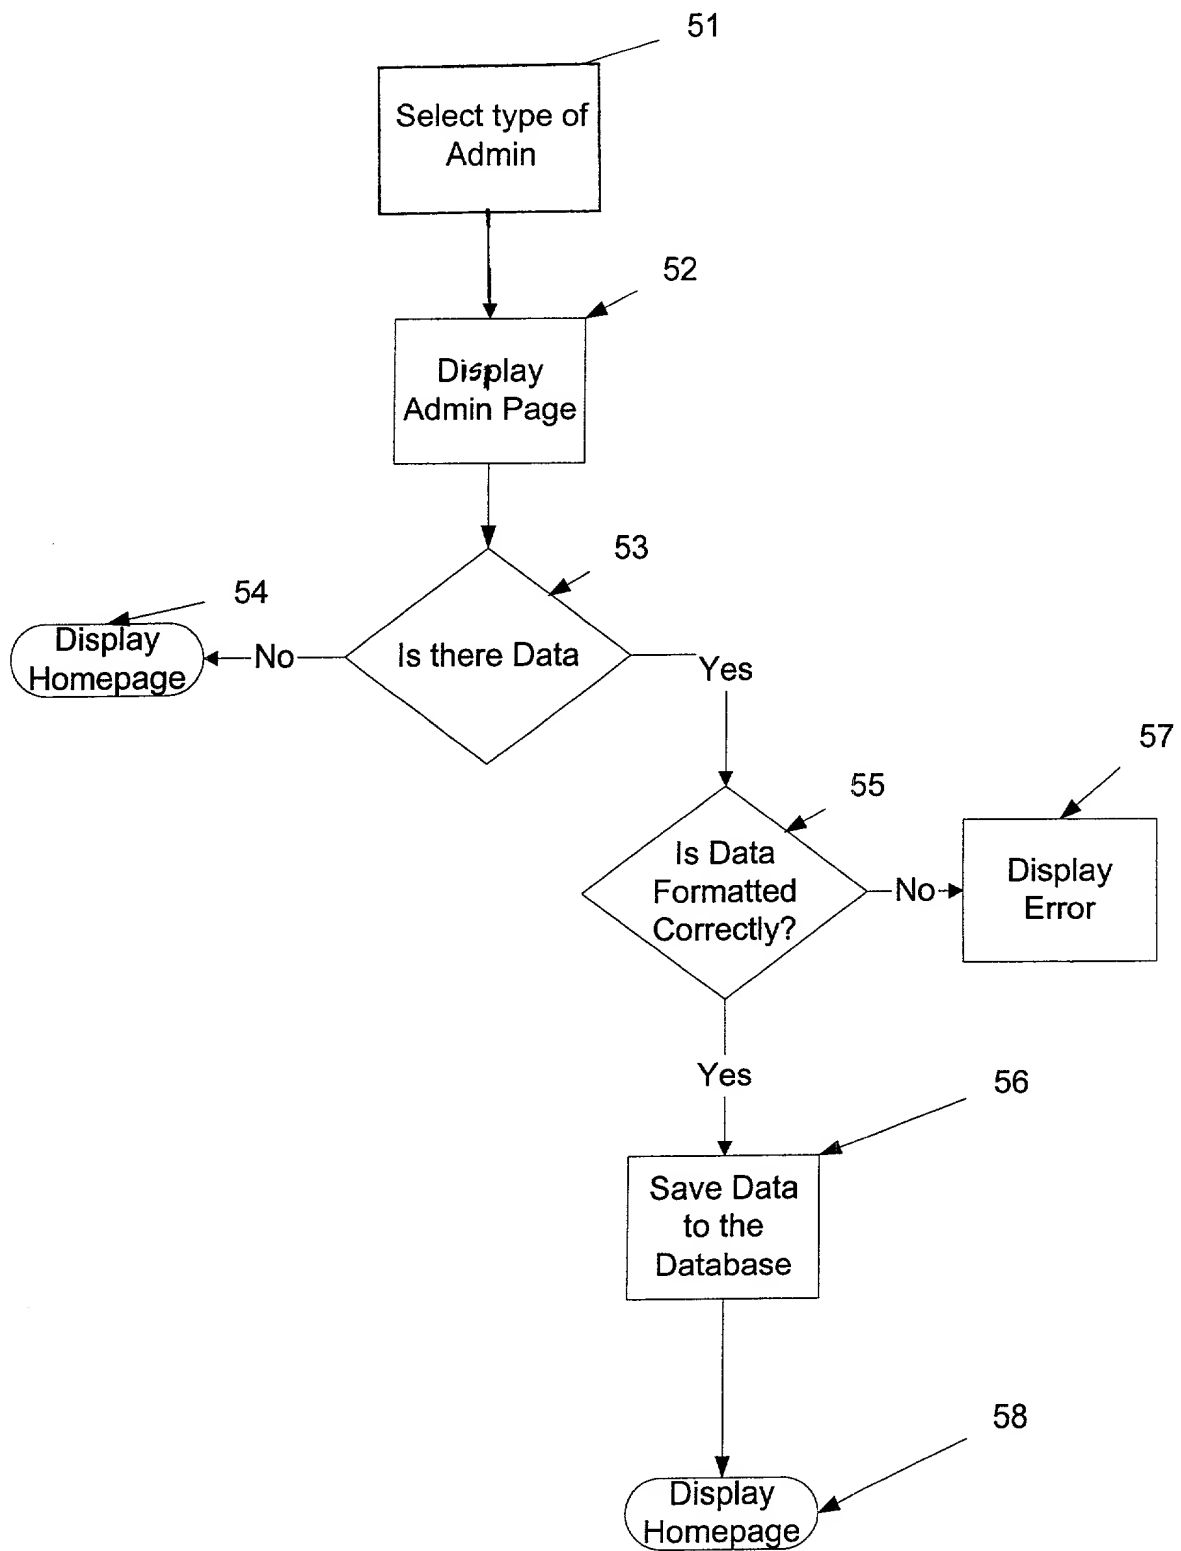 51
Select type of
Admin
52
Display
Admin Page
53
54
Display
Homepage
No
Is there Data
Yes
57
55
Is Data
Formatted
Correctly?
No
Display
Error
Yes
56
Save Data
to the
Database
58
Display
Homepage